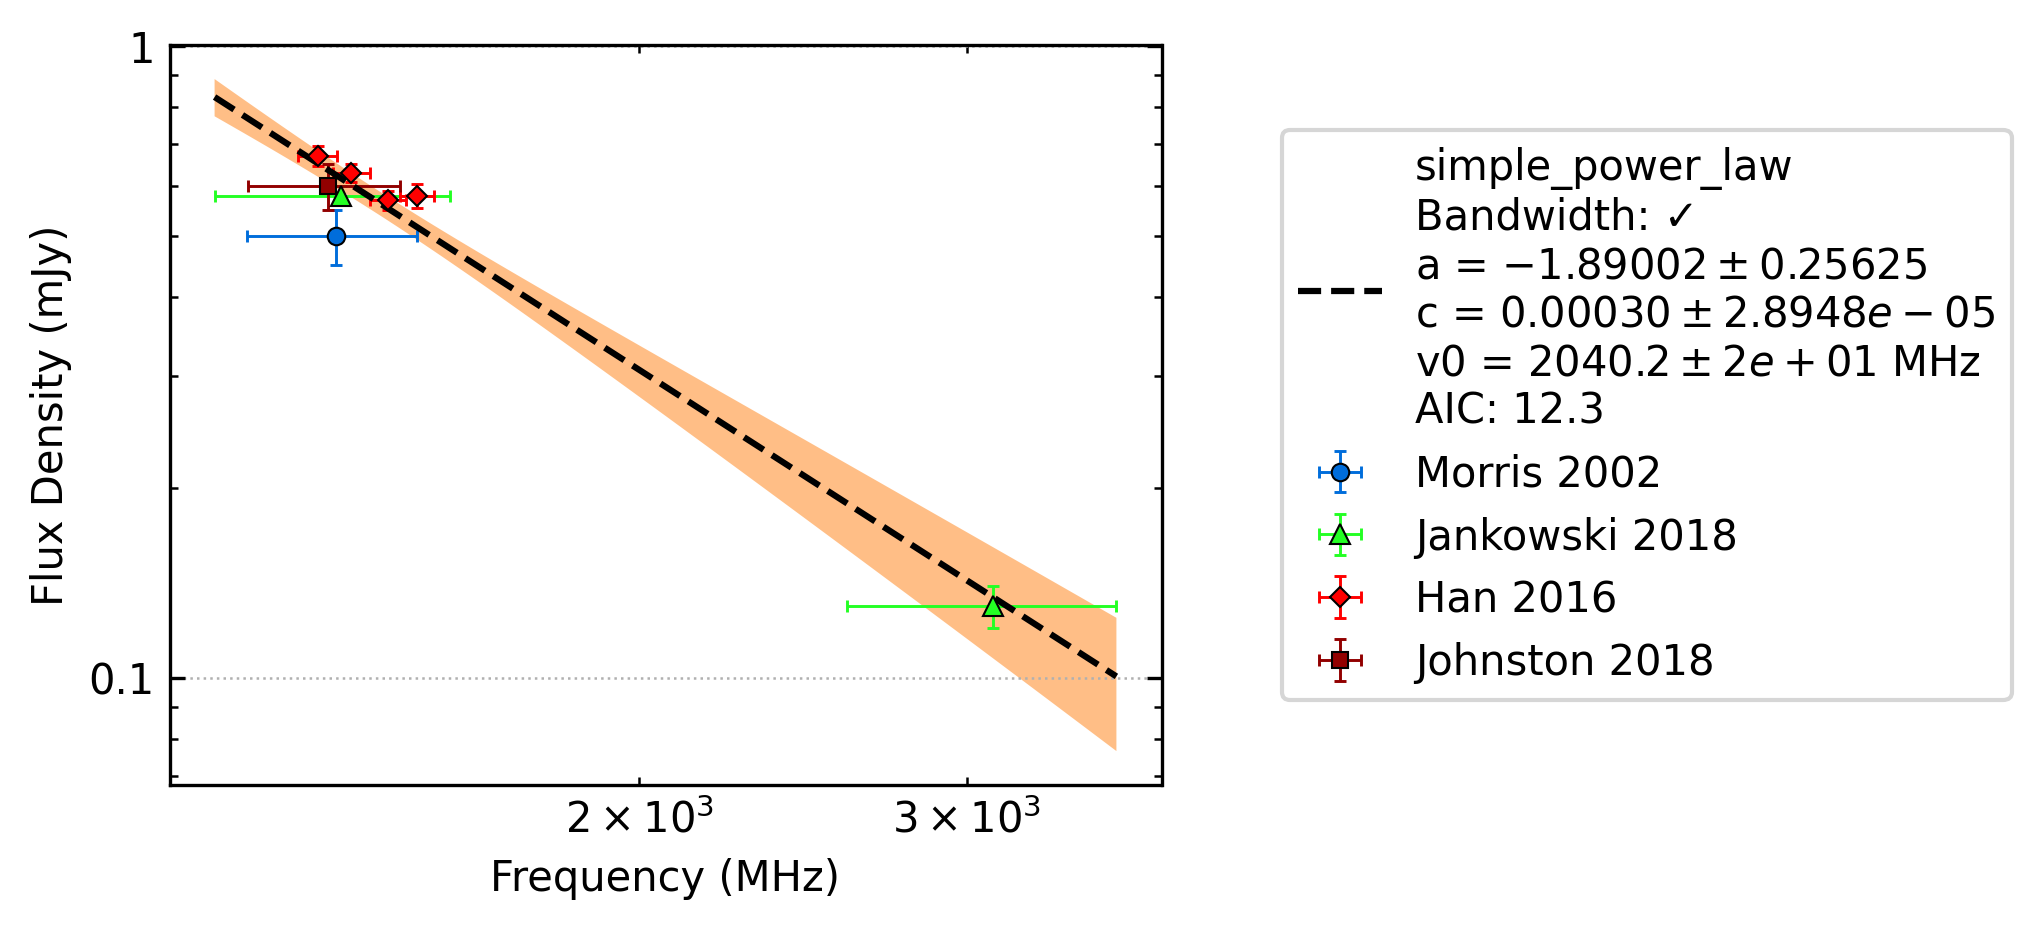 1
0.1
Flux Density (mJy)
2 × 10³
3 × 10³
Frequency (MHz)
simple_power_law
Bandwidth: ✓
a = −1.89002 ± 0.25625
c = 0.00030 ± 2.8948e − 05
v0 = 2040.2 ± 2e + 01 MHz
AIC: 12.3
Morris 2002
Jankowski 2018
Han 2016
Johnston 2018